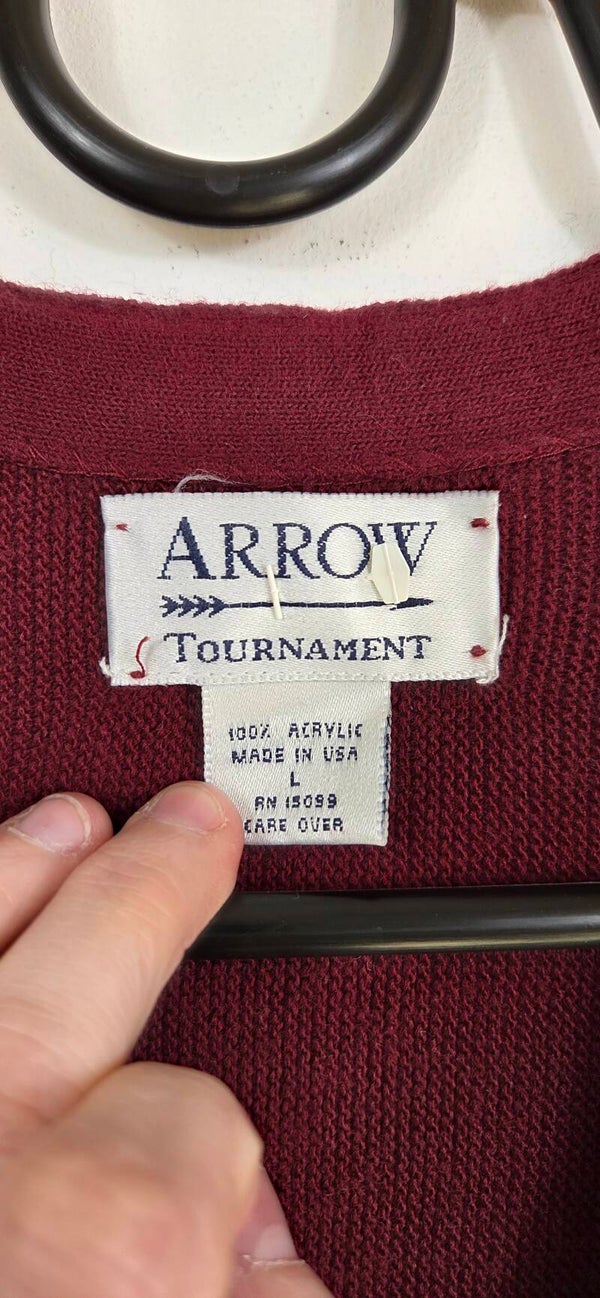 ARROW
TOURNAMENT
100% ACRYLIC
MADE IN USA
L
RN 15099
CARE OVER